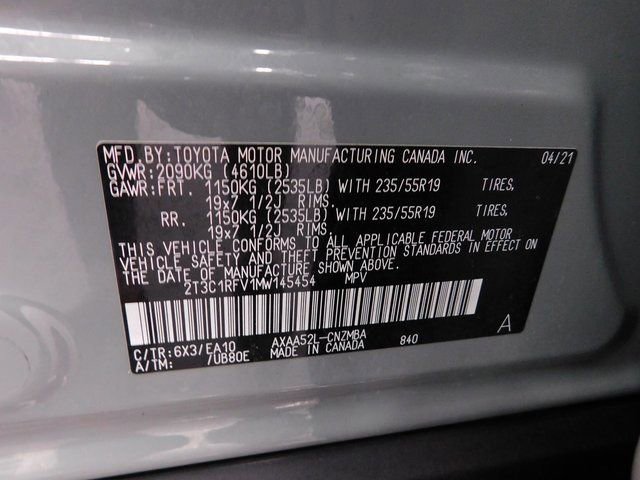 MFD. BY: TOYOTA MOTOR MANUFACTURING CANADA INC. 04/21
GVWR: 2090KG (4610LB)
GAWR: FRT. 1150KG (2535LB) WITH 235/55R19 TIRES,
19x7 1/2J RIMS.
RR. 1150KG (2535LB) WITH 235/55R19 TIRES,
19x7 1/2J RIMS.
THIS VEHICLE CONFORMS TO ALL APPLICABLE FEDERAL MOTOR
VEHICLE SAFETY AND THEFT PREVENTION STANDARDS IN EFFECT ON
THE DATE OF MANUFACTURE SHOWN ABOVE.
2T3C1RFV1MW145454 MPV
C/TR: 6X3/EA10 AXAA52L-CNZMBA 840 A
A/TM: 7UB80E MADE IN CANADA